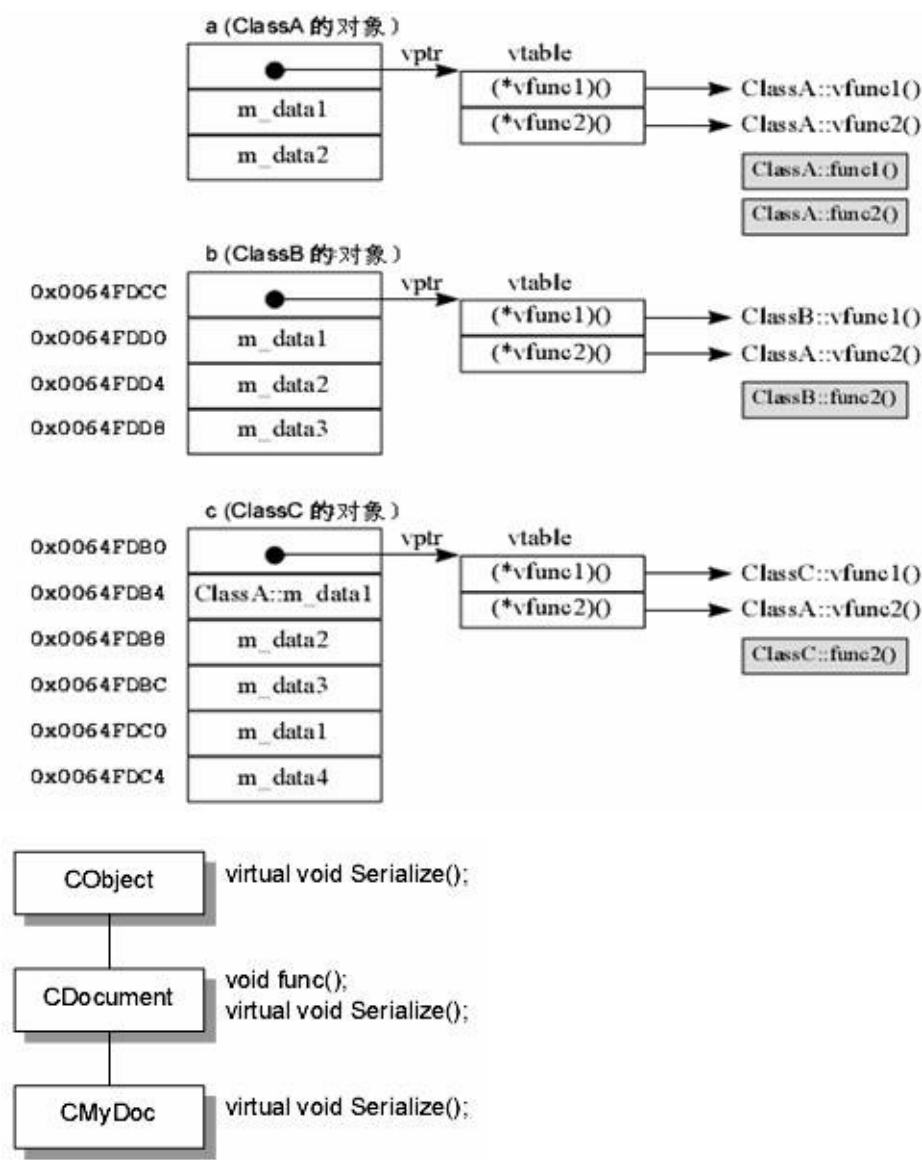 a (ClassA 的对象)
vptr
vtable
(*vfunc1)()
ClassA::vfunc1()
m_data1
(*vfunc2)()
ClassA::vfunc2()
m_data2
ClassA::func1()
ClassA::func2()
b (ClassB 的对象)
0x0064FDCC
vptr
vtable
(*vfunc1)()
ClassB::vfunc1()
0x0064FDD0
m_data1
(*vfunc2)()
ClassA::vfunc2()
0x0064FDD4
m_data2
ClassB::func2()
0x0064FDD8
m_data3
c (ClassC 的对象)
0x0064FDB0
vptr
vtable
(*vfunc1)()
ClassC::vfunc1()
0x0064FDB4
ClassA::m_data1
(*vfunc2)()
ClassA::vfunc2()
0x0064FDB8
m_data2
ClassC::func2()
0x0064FDBC
m_data3
0x0064FDC0
m_data1
0x0064FDC4
m_data4
CObject
virtual void Serialize();
CDocument
void func();
virtual void Serialize();
CMyDoc
virtual void Serialize();